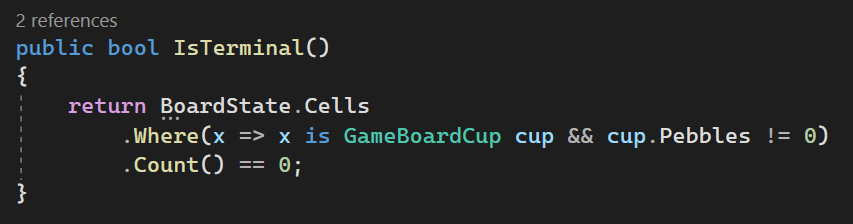 2 references
public bool IsTerminal()
{
return BoardState.Cells
.Where(x => x is GameBoardCup cup && cup.Pebbles != 0)
.Count() == 0;
}